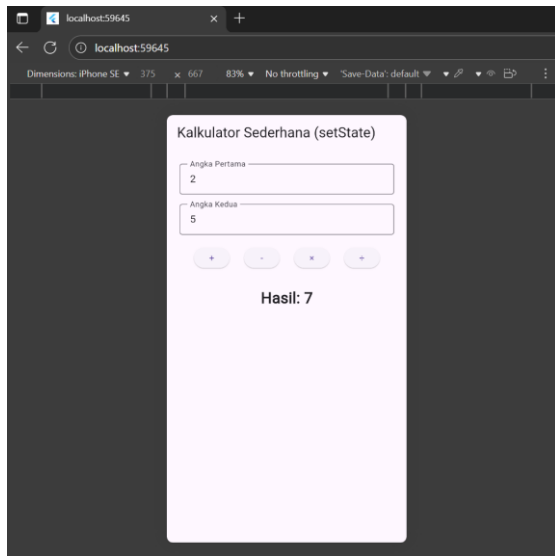 localhost:59645
localhost:59645
Dimensions: iPhone SE 375 x 667 83% No throttling 'Save-Data': default
Kalkulator Sederhana (setState)
Angka Pertama
2
Angka Kedua
5
+ - × ÷
Hasil: 7